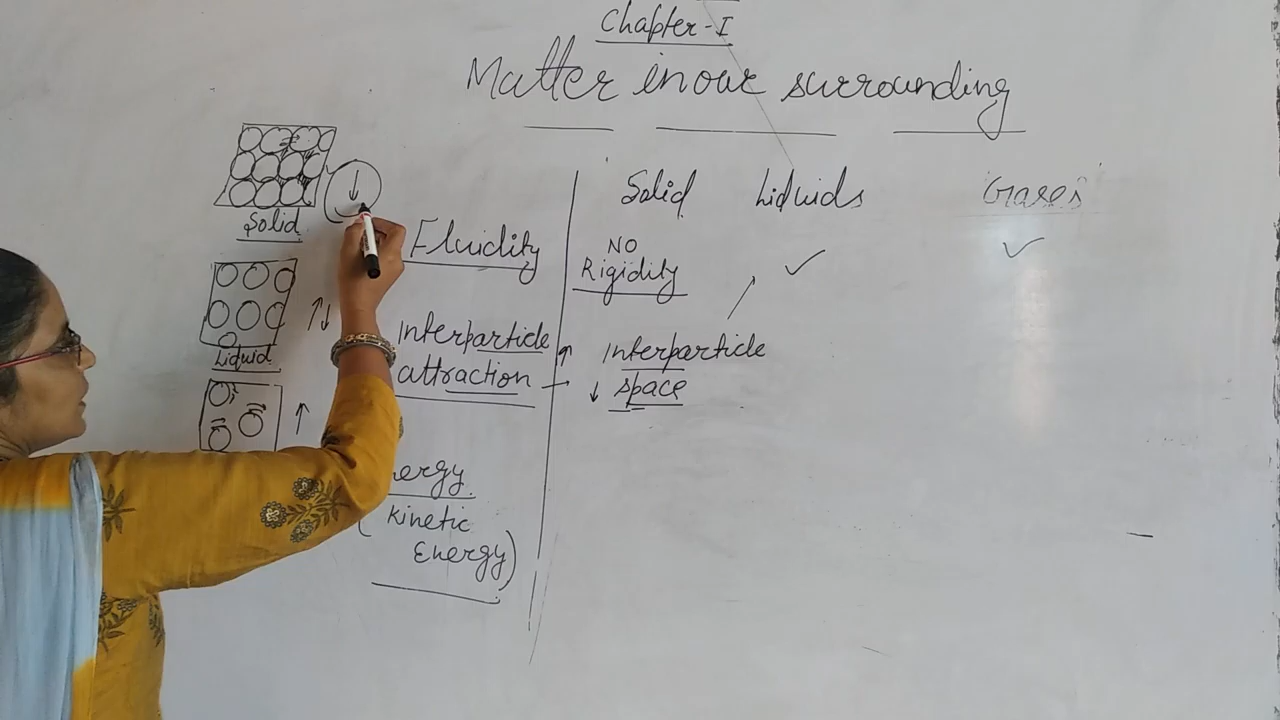 Chapter-I
Matter in our surrounding
Solid
Liquids
Gases
Solid
Fluidity
NO
Rigidity
✓
✓
Liquid
↑↓
Interparticle
attraction →
↑ Interparticle
↓ space
↑
ergy
(Kinetic
Energy)